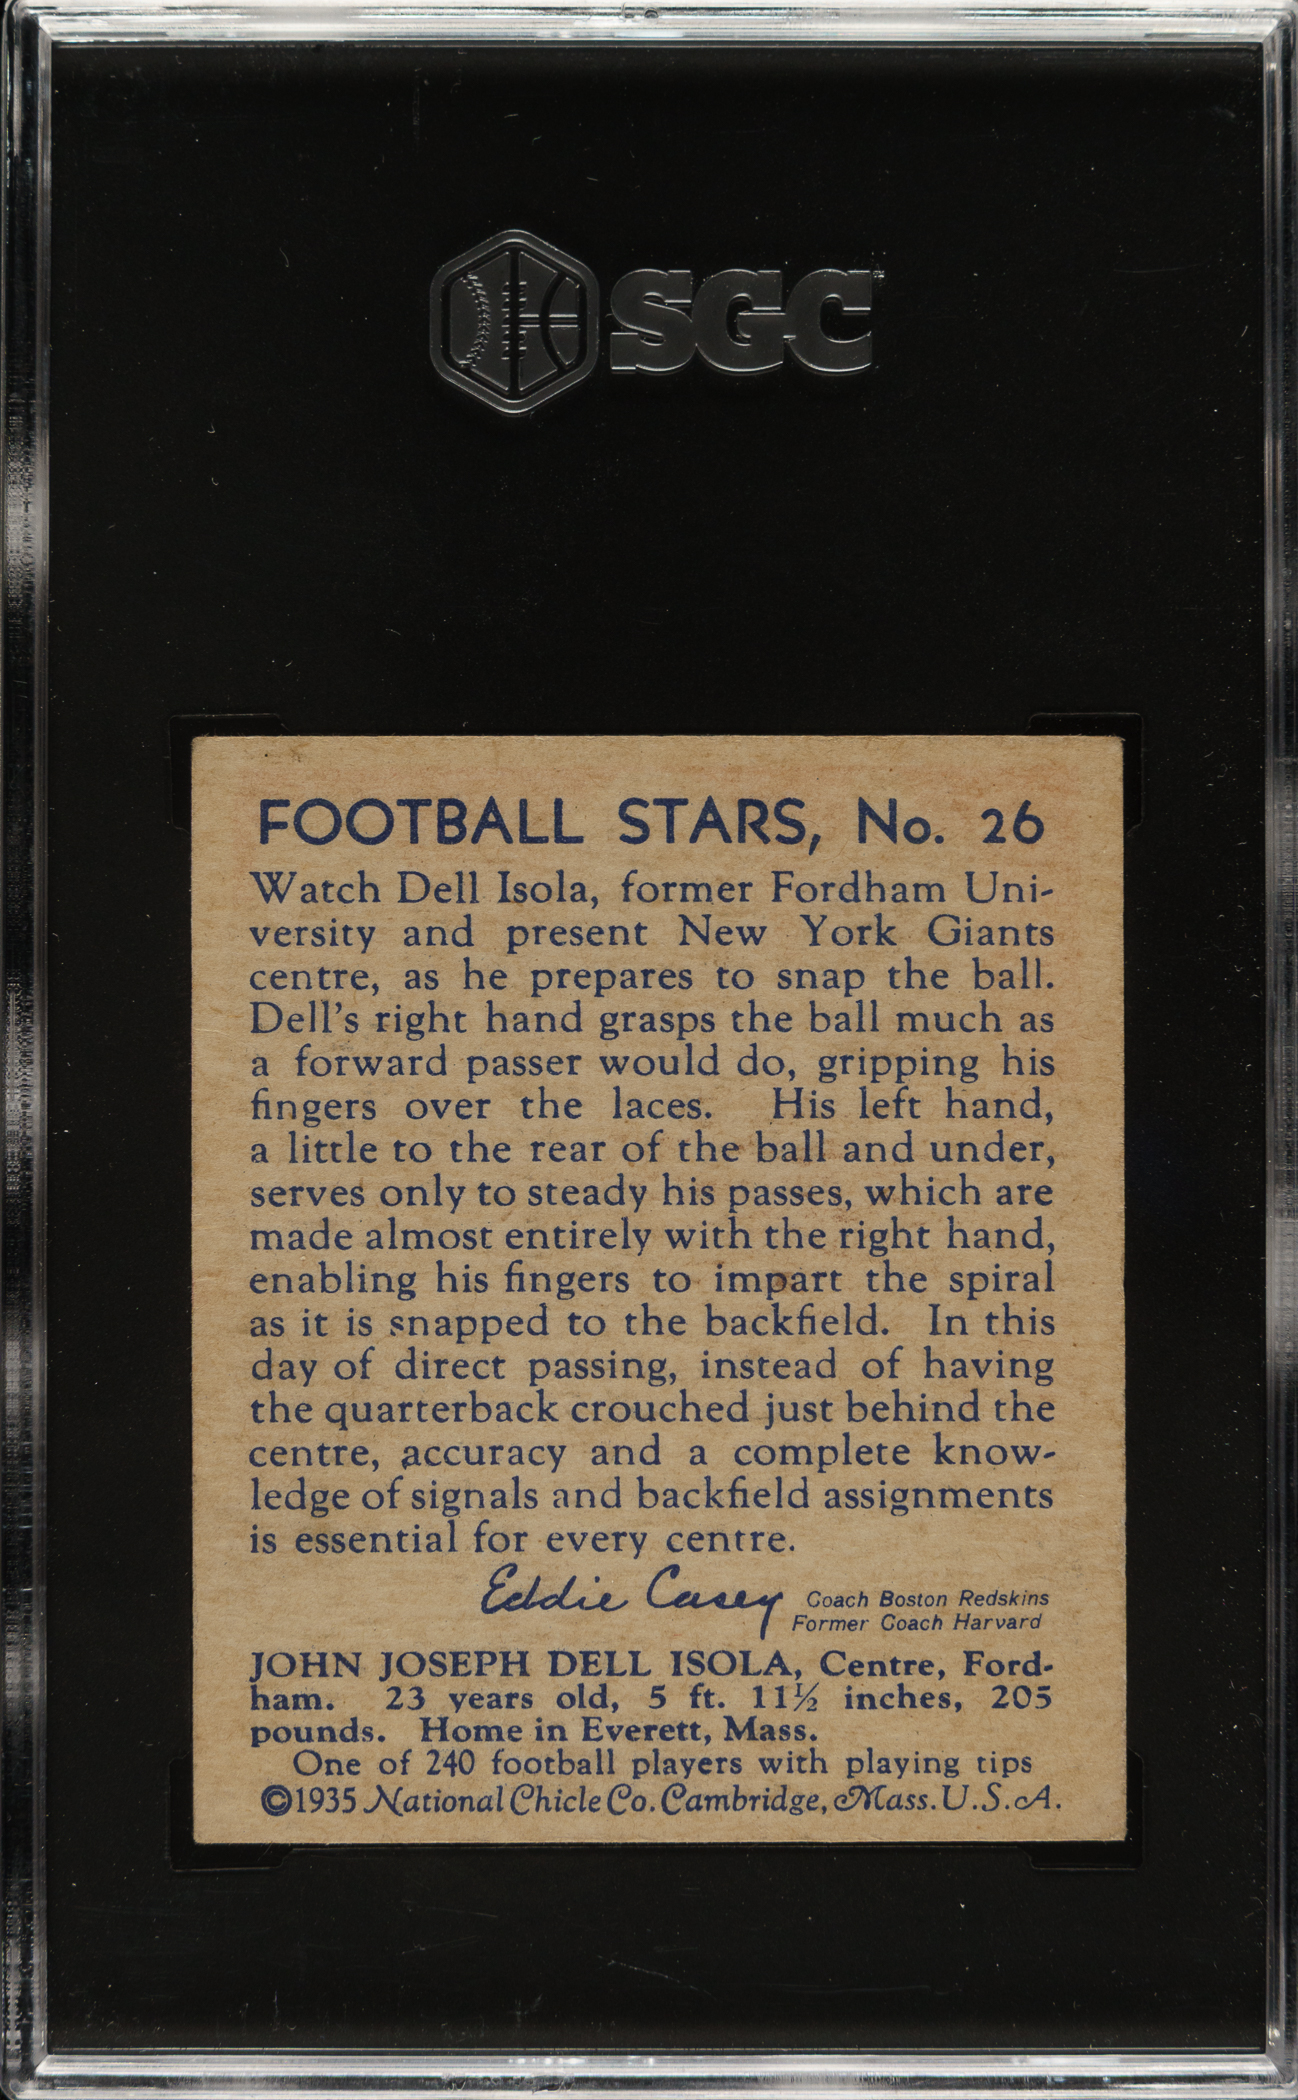 SGC
FOOTBALL STARS, No. 26
Watch Dell Isola, former Fordham Uni-
versity and present New York Giants
centre, as he prepares to snap the ball.
Dell's right hand grasps the ball much as
a forward passer would do, gripping his
fingers over the laces. His left hand,
a little to the rear of the ball and under,
serves only to steady his passes, which are
made almost entirely with the right hand,
enabling his fingers to impart the spiral
as it is snapped to the backfield. In this
day of direct passing, instead of having
the quarterback crouched just behind the
centre, accuracy and a complete know-
ledge of signals and backfield assignments
is essential for every centre.
Eddie Casey Coach Boston Redskins
Former Coach Harvard
JOHN JOSEPH DELL ISOLA, Centre, Ford-
ham. 23 years old, 5 ft. 11½ inches, 205
pounds. Home in Everett, Mass.
One of 240 football players with playing tips
©1935 National Chicle Co. Cambridge, Mass. U.S.A.